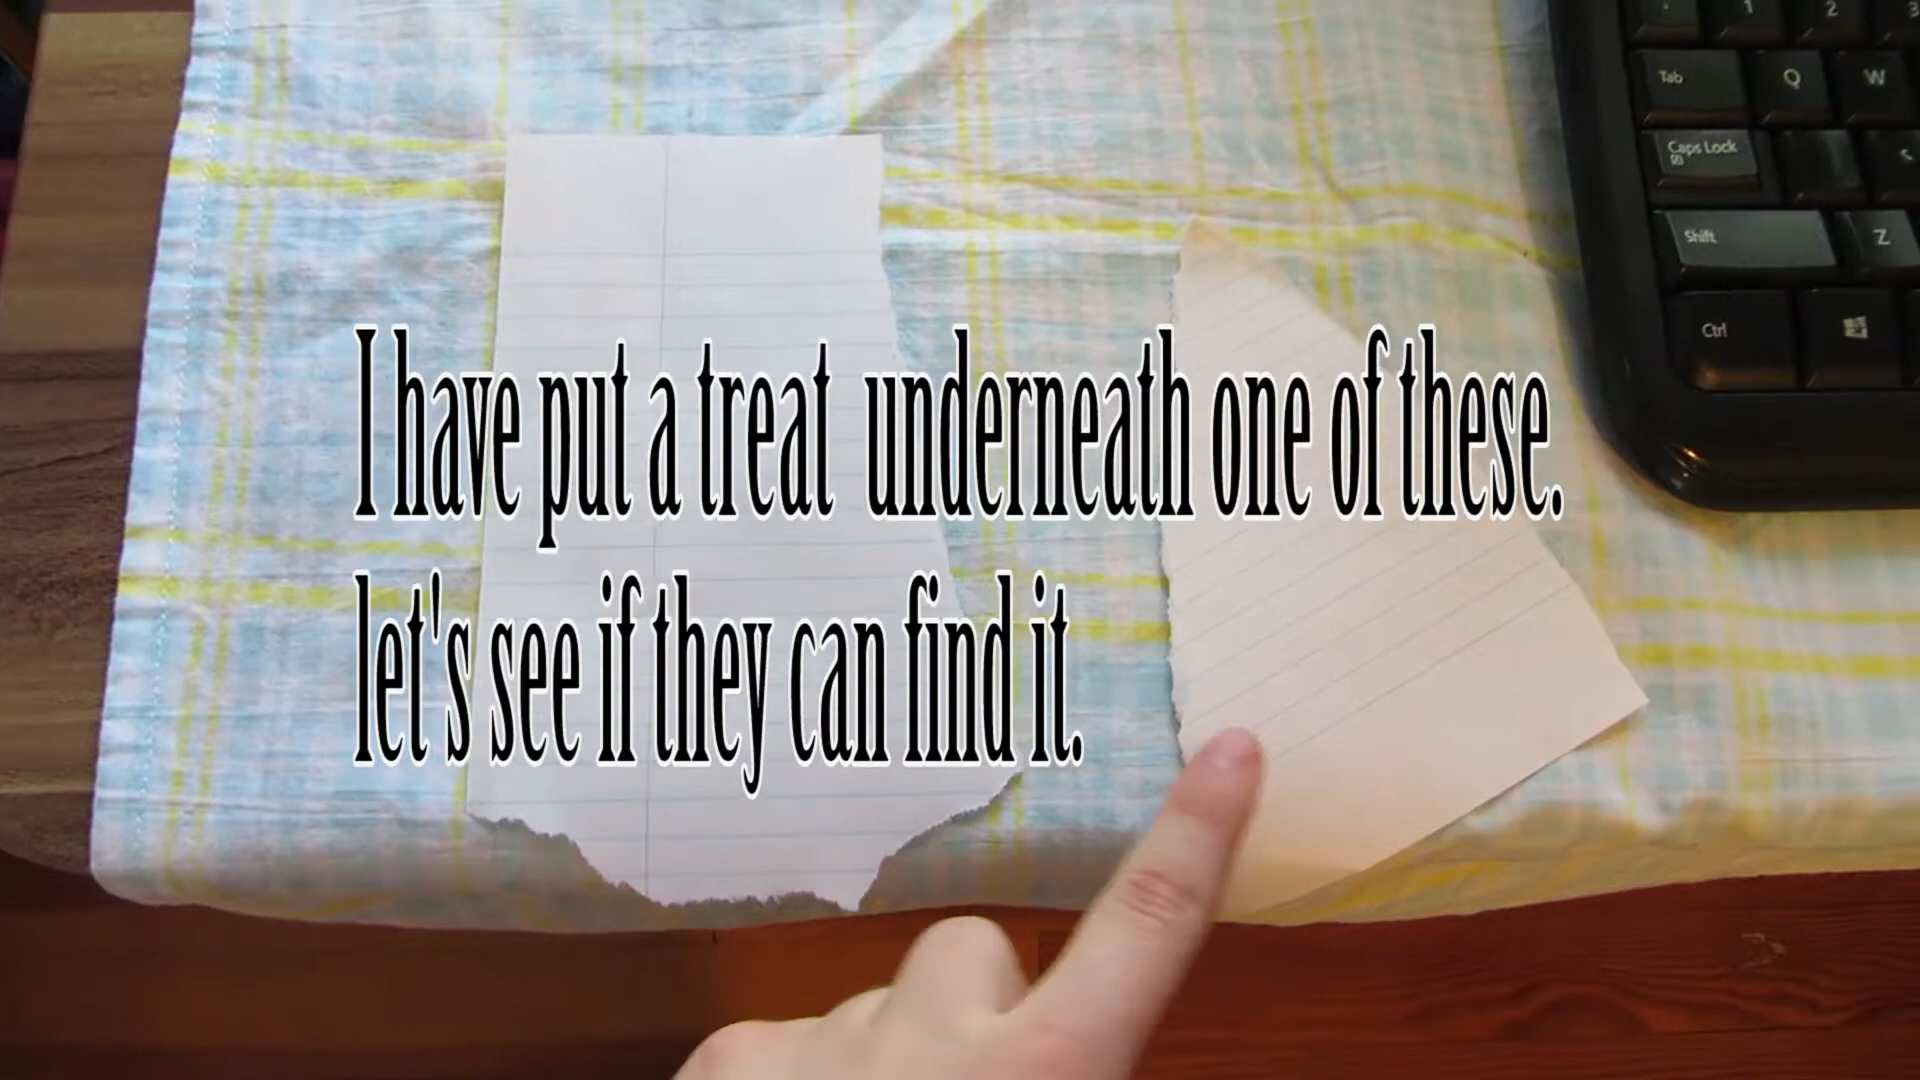 I have put a treat underneath one of these.
let's see if they can find it.
1 2 3
Tab Q W
Caps Lock
Shift Z
Ctrl